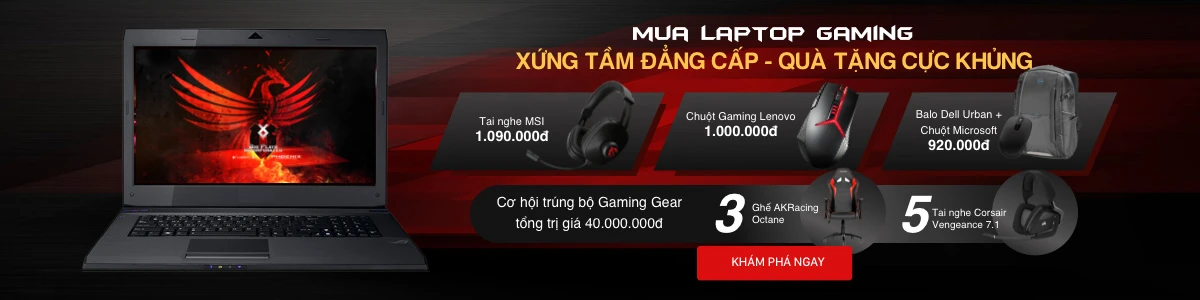 MUA LAPTOP GAMING
XỨNG TẦM ĐẲNG CẤP - QUÀ TẶNG CỰC KHỦNG
Tai nghe MSI
1.090.000đ
Chuột Gaming Lenovo
1.000.000đ
Balo Dell Urban +
Chuột Microsoft
920.000đ
Cơ hội trúng bộ Gaming Gear
tổng trị giá 40.000.000đ
3
Ghế AKRacing
Octane
5
Tai nghe Corsair
Vengeance 7.1
KHÁM PHÁ NGAY